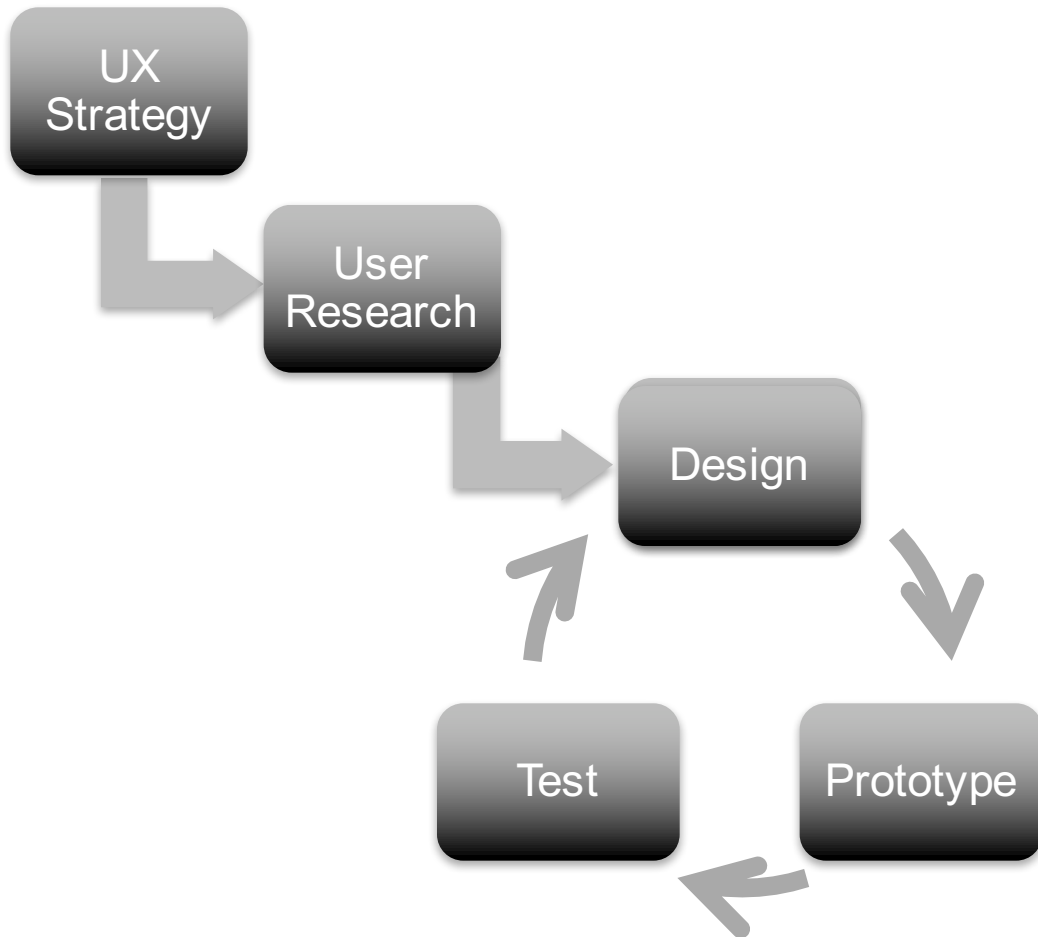 UX
Strategy
User
Research
Design
Test
Prototype